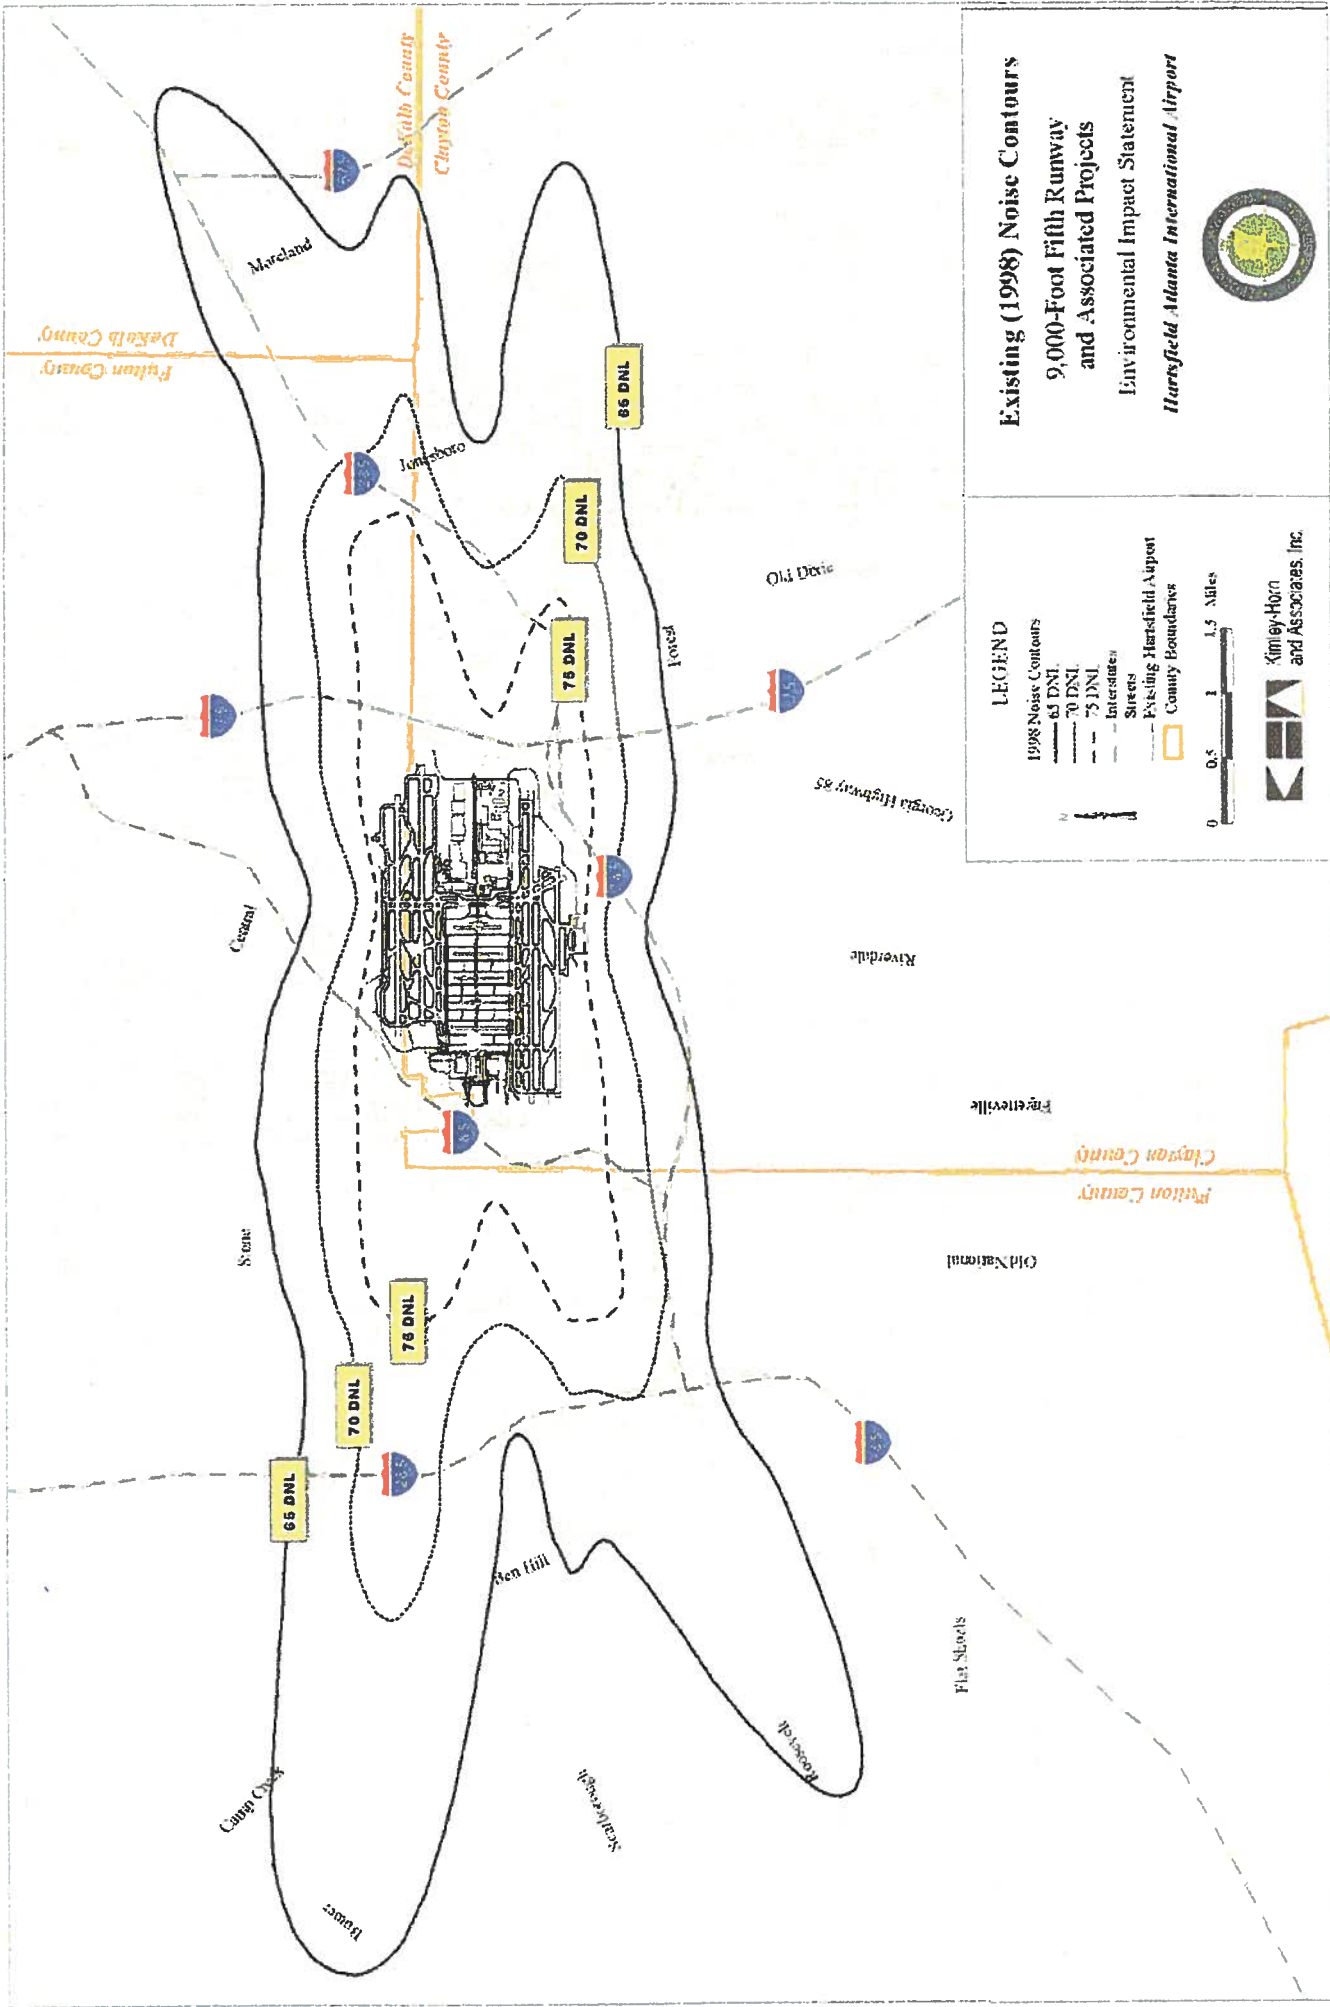 Existing (1998) Noise Contours
9,000-Foot Fifth Runway
and Associated Projects
Environmental Impact Statement
Hartsfield Atlanta International Airport
LEGEND
1998 Noise Contours
65 DNL
70 DNL
75 DNL
Interstates
Streets
Existing Hartsfield Airport
County Boundaries
N
0
0.5
1
1.5 Miles
Kimley-Horn
and Associates, Inc.
65 DNL
70 DNL
75 DNL
Camp Creek
Stone
Central
Fulton County
DeKalb County
Moreland
DeKalb County
Clayton County
Jonesboro
65 DNL
70 DNL
75 DNL
Ben Hill
Scarborough
Roosevelt
Flat Shoals
Old National
Fulton County
Clayton County
Fayetteville
Riverdale
Georgia Highway 85
Forest
Old Dixie
285
85
75